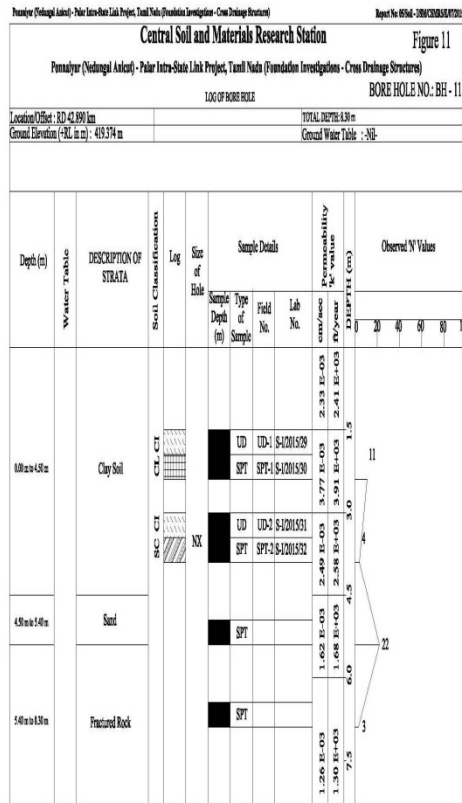 Ponnaiyar (Nedungal Anicut) - Palar Intra-State Link Project, Tamil Nadu (Foundation Investigations - Cross Drainage Structures)
Central Soil and Materials Research Station
Figure 11
Ponnaiyar (Nedungal Anicut) - Palar Intra-State Link Project, Tamil Nadu (Foundation Investigations - Cross Drainage Structures)
LOG OF BORE HOLE
BORE HOLE NO.: BH - 11
Location/Offset : RD 42.890 km
TOTAL DEPTH: 8.30 m
Ground Elevation (+RL in m) : 419.374 m
Ground Water Table : -Nil-
Depth (m)
Water Table
DESCRIPTION OF
STRATA
Soil Classification
Log
Size
of
Hole
Sample Details
Permeability
'k' value
DEPTH (m)
Observed 'N' Values
Sample
Depth
(m)
Type
of
Sample
Field
No.
Lab
No.
cm/sec
ft/year
0 20 40 60 80
2.33 E-03
2.41 E+03
1.5
0.00 m to 4.50 m
Clay Soil
CL CI
UD UD-1 S-I/2015/29
SPT SPT-1 S-I/2015/30
11
3.77 E-03
3.91 E+03
3.0
SC CI
NX
UD UD-2 S-I/2015/31
SPT SPT-2 S-I/2015/32
4
2.49 E-03
2.58 E+03
4.5
4.50 m to 5.40 m
Sand
SPT
1.62 E-03
1.68 E+03
22
6.0
5.40 m to 8.30 m
Fractured Rock
SPT
3
1.26 E-03
1.30 E+03
7.5